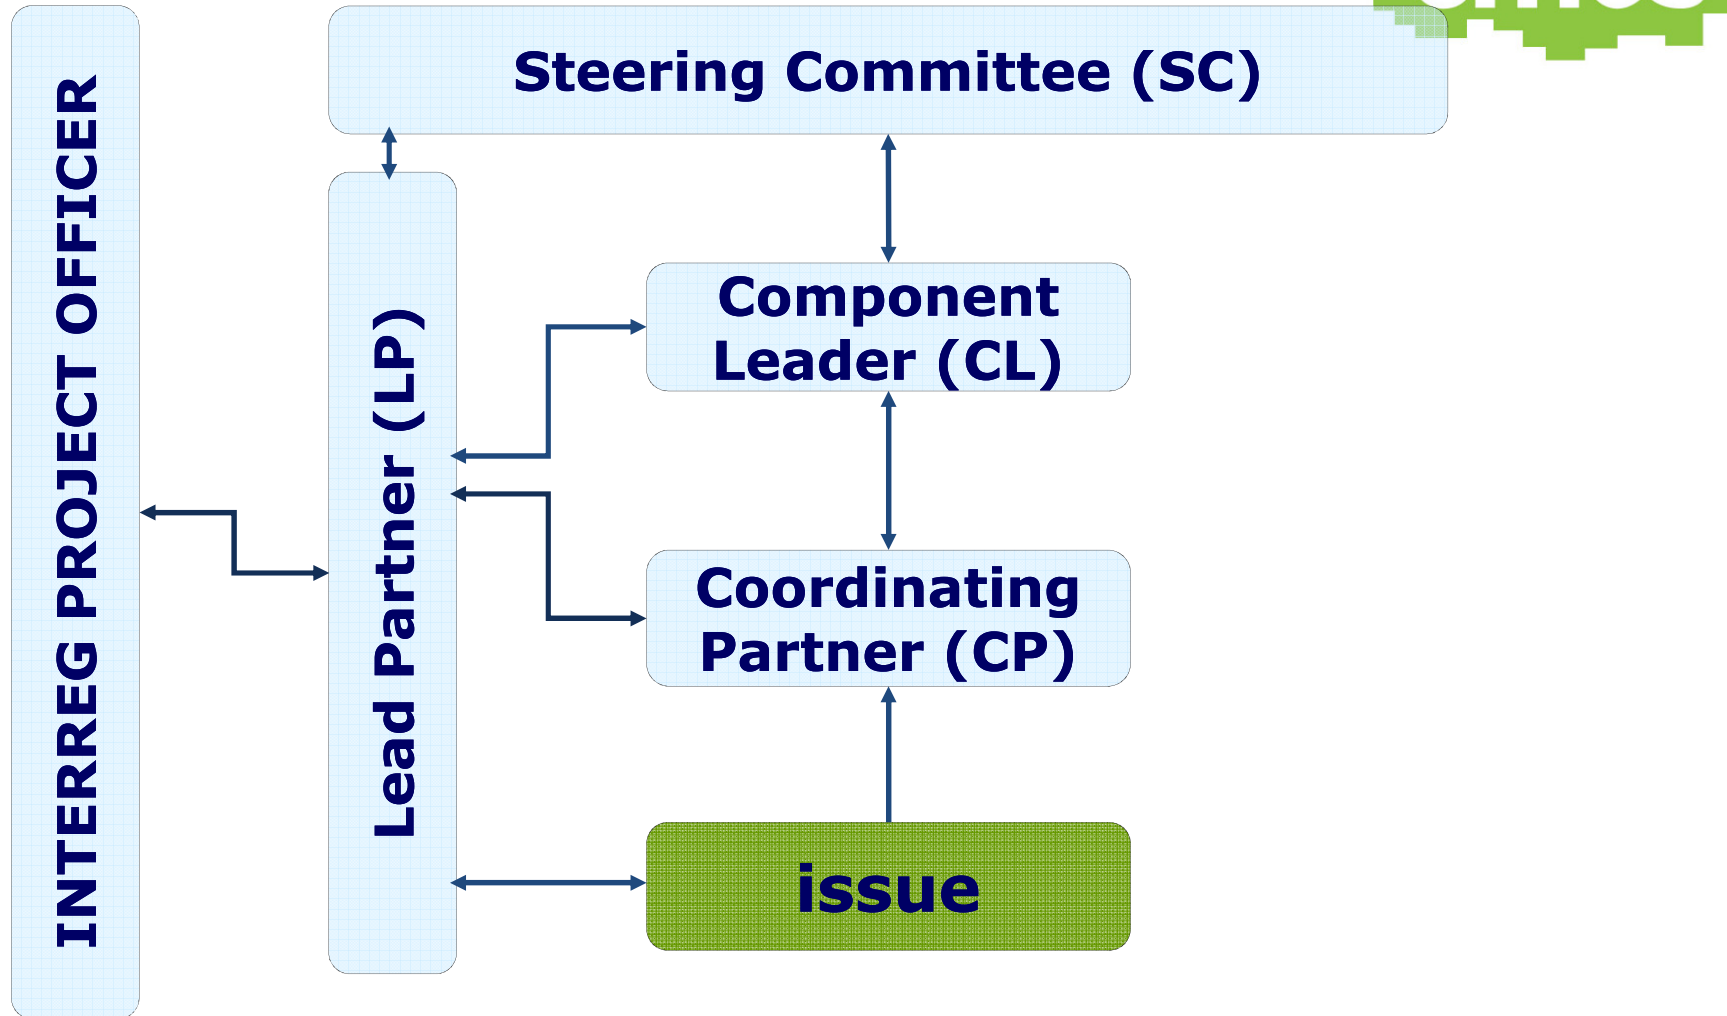 INTERREG PROJECT OFFICER
Steering Committee (SC)
Lead Partner (LP)
Component
Leader (CL)
Coordinating
Partner (CP)
issue